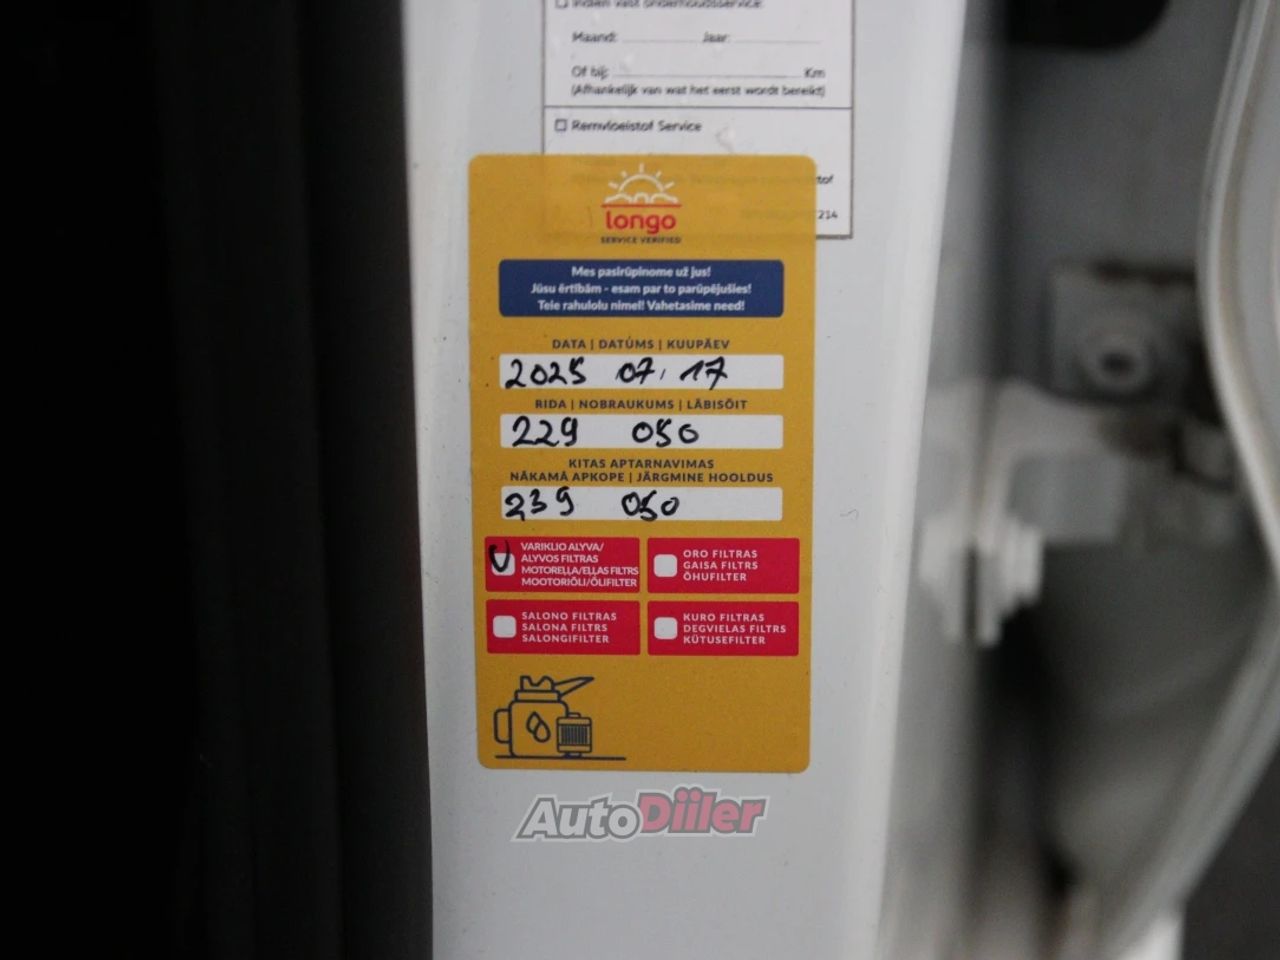 ☐ Indien vast onderhoudsservice:
Maand: Jaar:
Of bij: Km
(Afhankelijk van wat het eerst wordt bereikt)
☐ Remvloeistof Service
214
longo
SERVICE VERIFIED
Mes pasirūpinome už jus!
Jūsu ērtībām - esam par to parūpējušies!
Teie rahulolu nimel! Vahetasime need!
DATA | DATUMS | KUUPÄEV
2025 07. 17
RIDA | NOBRAUKUMS | LÄBISÕIT
229 050
KITAS APTARNAVIMAS
NĀKAMĀ APKOPE | JÄRGMINE HOOLDUS
239 050
VARIKLIO ALYVA/
ALYVOS FILTRAS
MOTOREĻĻA/EĻĻAS FILTRS
MOOTORIÕLI/ÕLIFILTER
ORO FILTRAS
GAISA FILTRS
ÕHUFILTER
SALONO FILTRAS
SALONA FILTRS
SALONGIFILTER
KURO FILTRAS
DEGVIELAS FILTRS
KÜTUSEFILTER
AutoDiiler